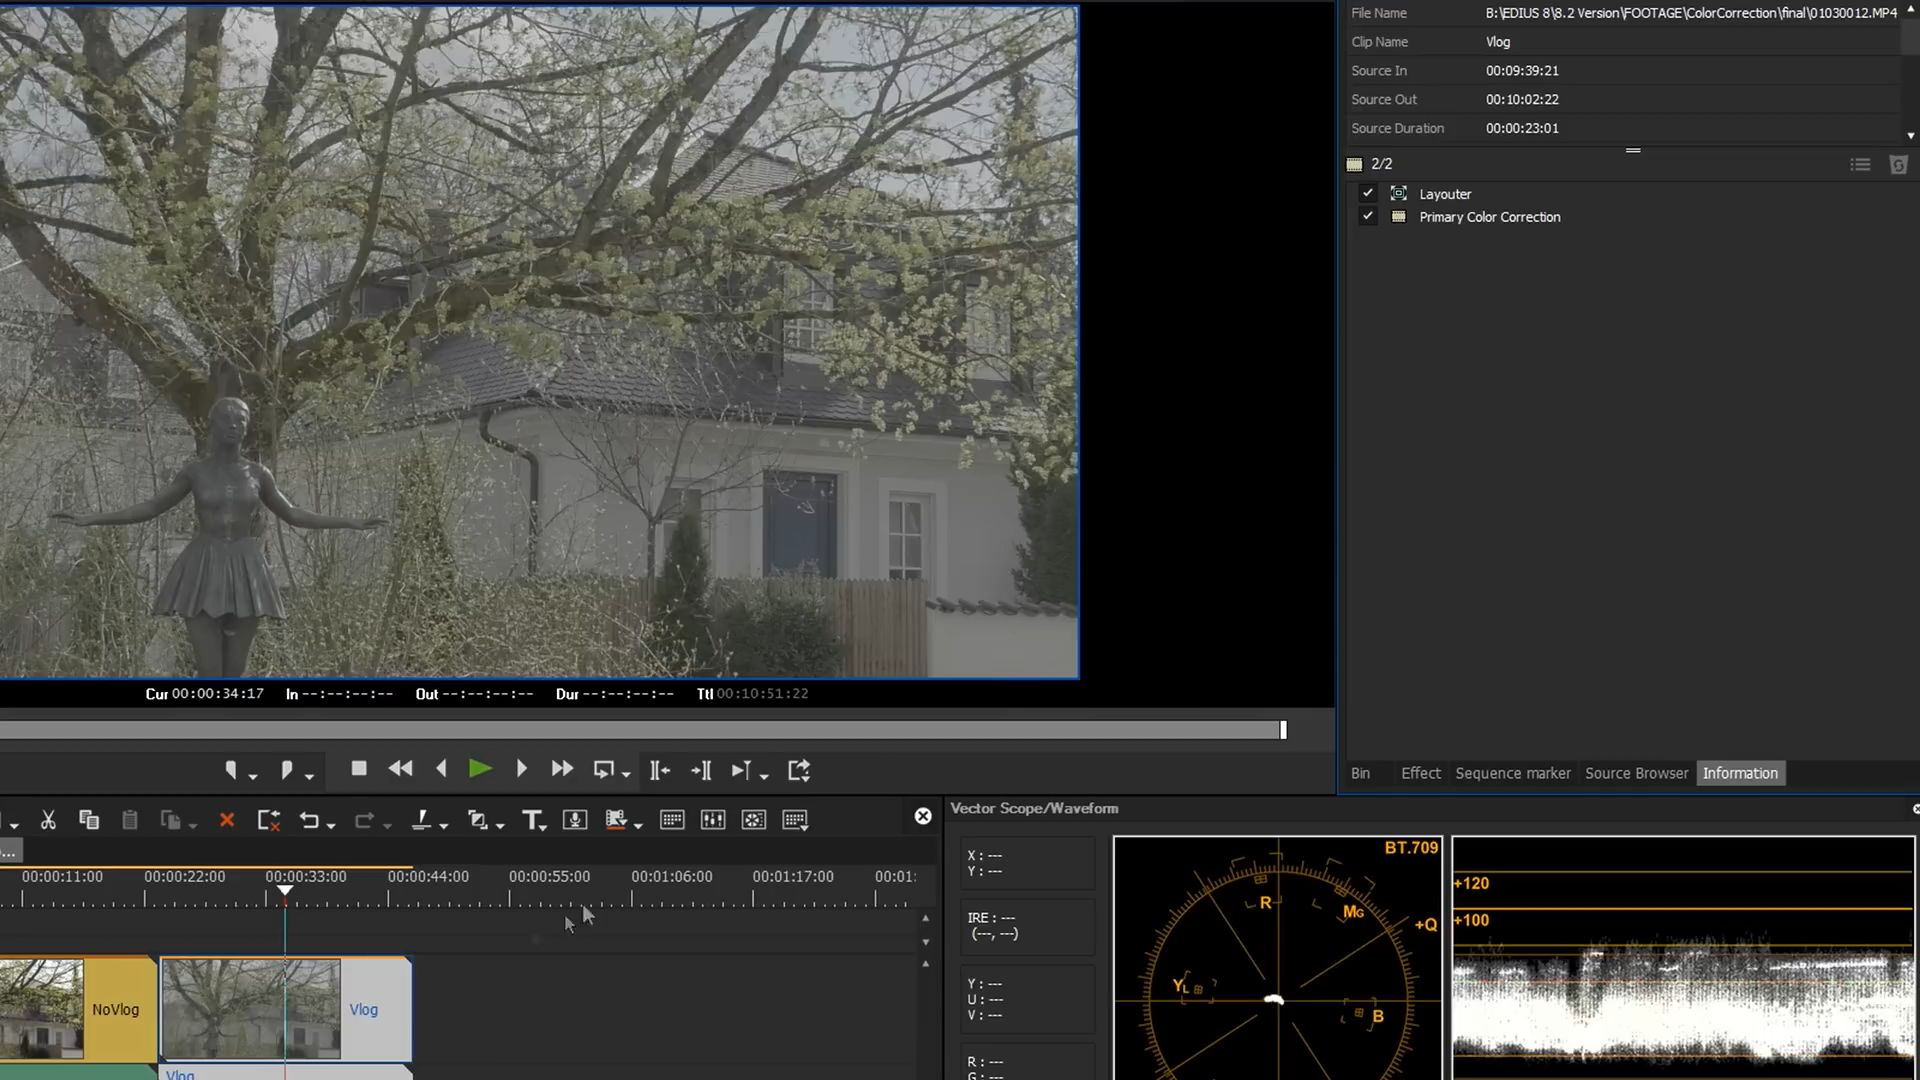 File Name B:\EDIUS 8\8.2 Version\FOOTAGE\ColorCorrection\final\01030012.MP4
Clip Name Vlog
Source In 00:09:39:21
Source Out 00:10:02:22
Source Duration 00:00:23:01
2/2
Layouter
Primary Color Correction
Cur 00:00:34:17 In --:--:--:-- Out --:--:--:-- Dur --:--:--:-- Ttl 00:10:51:22
Bin Effect Sequence marker Source Browser Information
...
00:00:11:00 00:00:22:00 00:00:33:00 00:00:44:00 00:00:55:00 00:01:06:00 00:01:17:00 00:01:
NoVlog
Vlog
Vlog
Vector Scope/Waveform
X : ---
Y : ---
IRE : ---
(---, ---)
Y : ---
U : ---
V : ---
R : ---
G : ---
BT.709
R
MG
+Q
YL
B
+120
+100